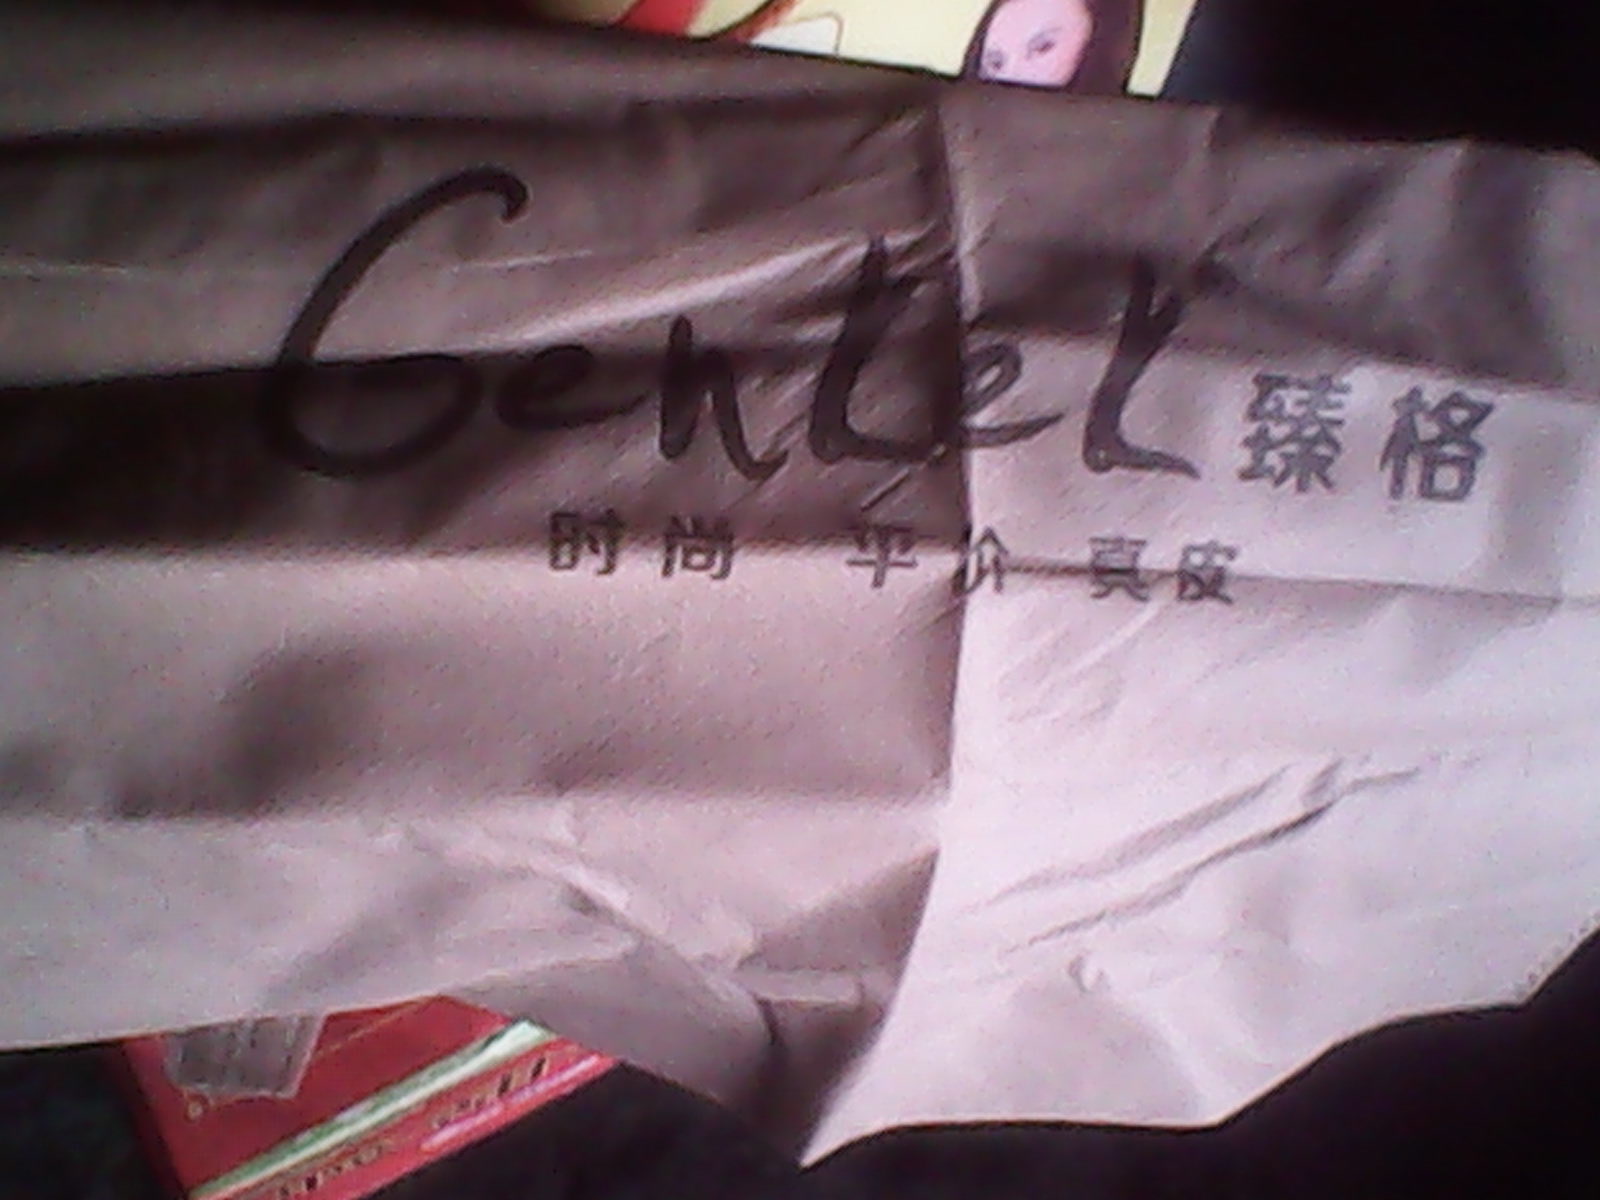 Gentel 臻格
时尚 平价 真皮